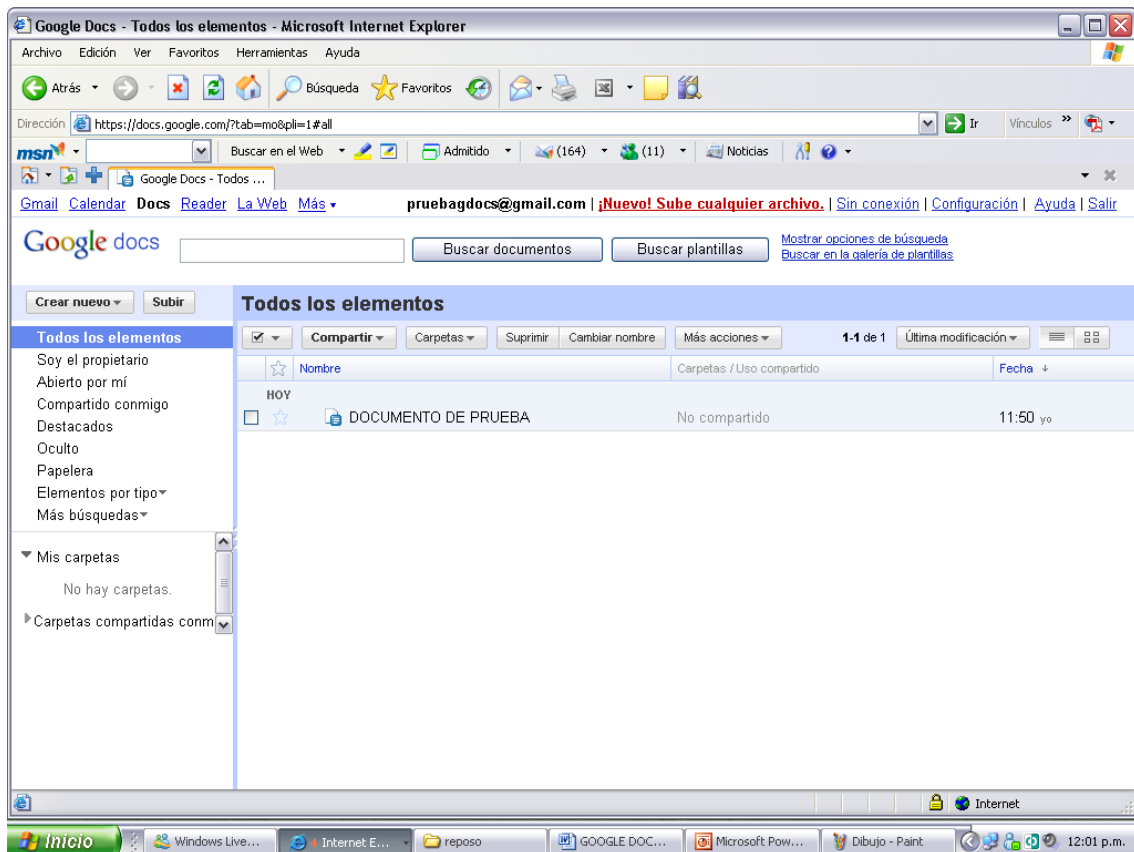 Google Docs - Todos los elementos - Microsoft Internet Explorer
Archivo Edición Ver Favoritos Herramientas Ayuda
Atrás Búsqueda Favoritos
Dirección https://docs.google.com/?tab=mo&pli=1#all Ir Vínculos »
msn Buscar en el Web Admitido (164) (11) Noticias
Google Docs - Todos ...
Gmail Calendar Docs Reader La Web Más pruebagdocs@gmail.com | ¡Nuevo! Sube cualquier archivo. | Sin conexión | Configuración | Ayuda | Salir
Google docs Buscar documentos Buscar plantillas Mostrar opciones de búsqueda
Buscar en la galería de plantillas
Crear nuevo Subir Todos los elementos
Todos los elementos Compartir Carpetas Suprimir Cambiar nombre Más acciones 1-1 de 1 Última modificación
Soy el propietario Nombre Carpetas / Uso compartido Fecha
Abierto por mí
Compartido conmigo HOY
Destacados DOCUMENTO DE PRUEBA No compartido 11:50 yo
Oculto
Papelera
Elementos por tipo
Más búsquedas
Mis carpetas
No hay carpetas.
Carpetas compartidas conm
Internet
Inicio Windows Live... 4 Internet E... reposo GOOGLE DOC... Microsoft Pow... Dibujo - Paint 12:01 p.m.